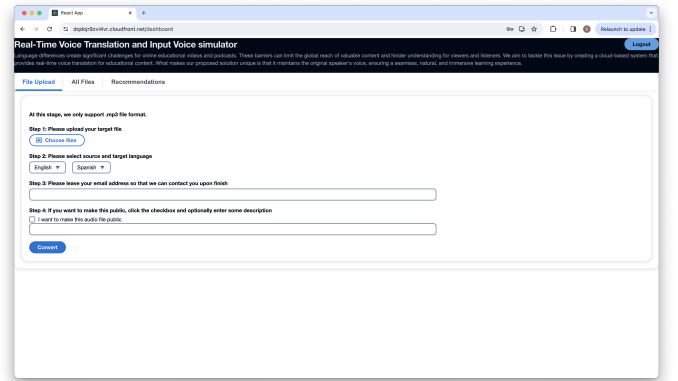 React App
dqdojr9zxi4vr.cloudfront.net/dashboard
Relaunch to update
Real-Time Voice Translation and Input Voice simulator
Logout
Language differences create significant challenges for online educational videos and podcasts. These barriers can limit the global reach of valuable content and hinder understanding for viewers and listeners. We aim to tackle this issue by creating a cloud-based system that
provides real-time voice translation for educational content. What makes our proposed solution unique is that it maintains the original speaker's voice, ensuring a seamless, natural, and immersive learning experience.
File Upload
All Files
Recommendations
At this stage, we only support .mp3 file format.
Step 1: Please upload your target file
Choose files
Step 2: Please select source and target language
English
Spanish
Step 3: Please leave your email address so that we can contact you upon finish
Step 4: If you want to make this public, click the checkbox and optionally enter some description
I want to make this audio file public
Convert